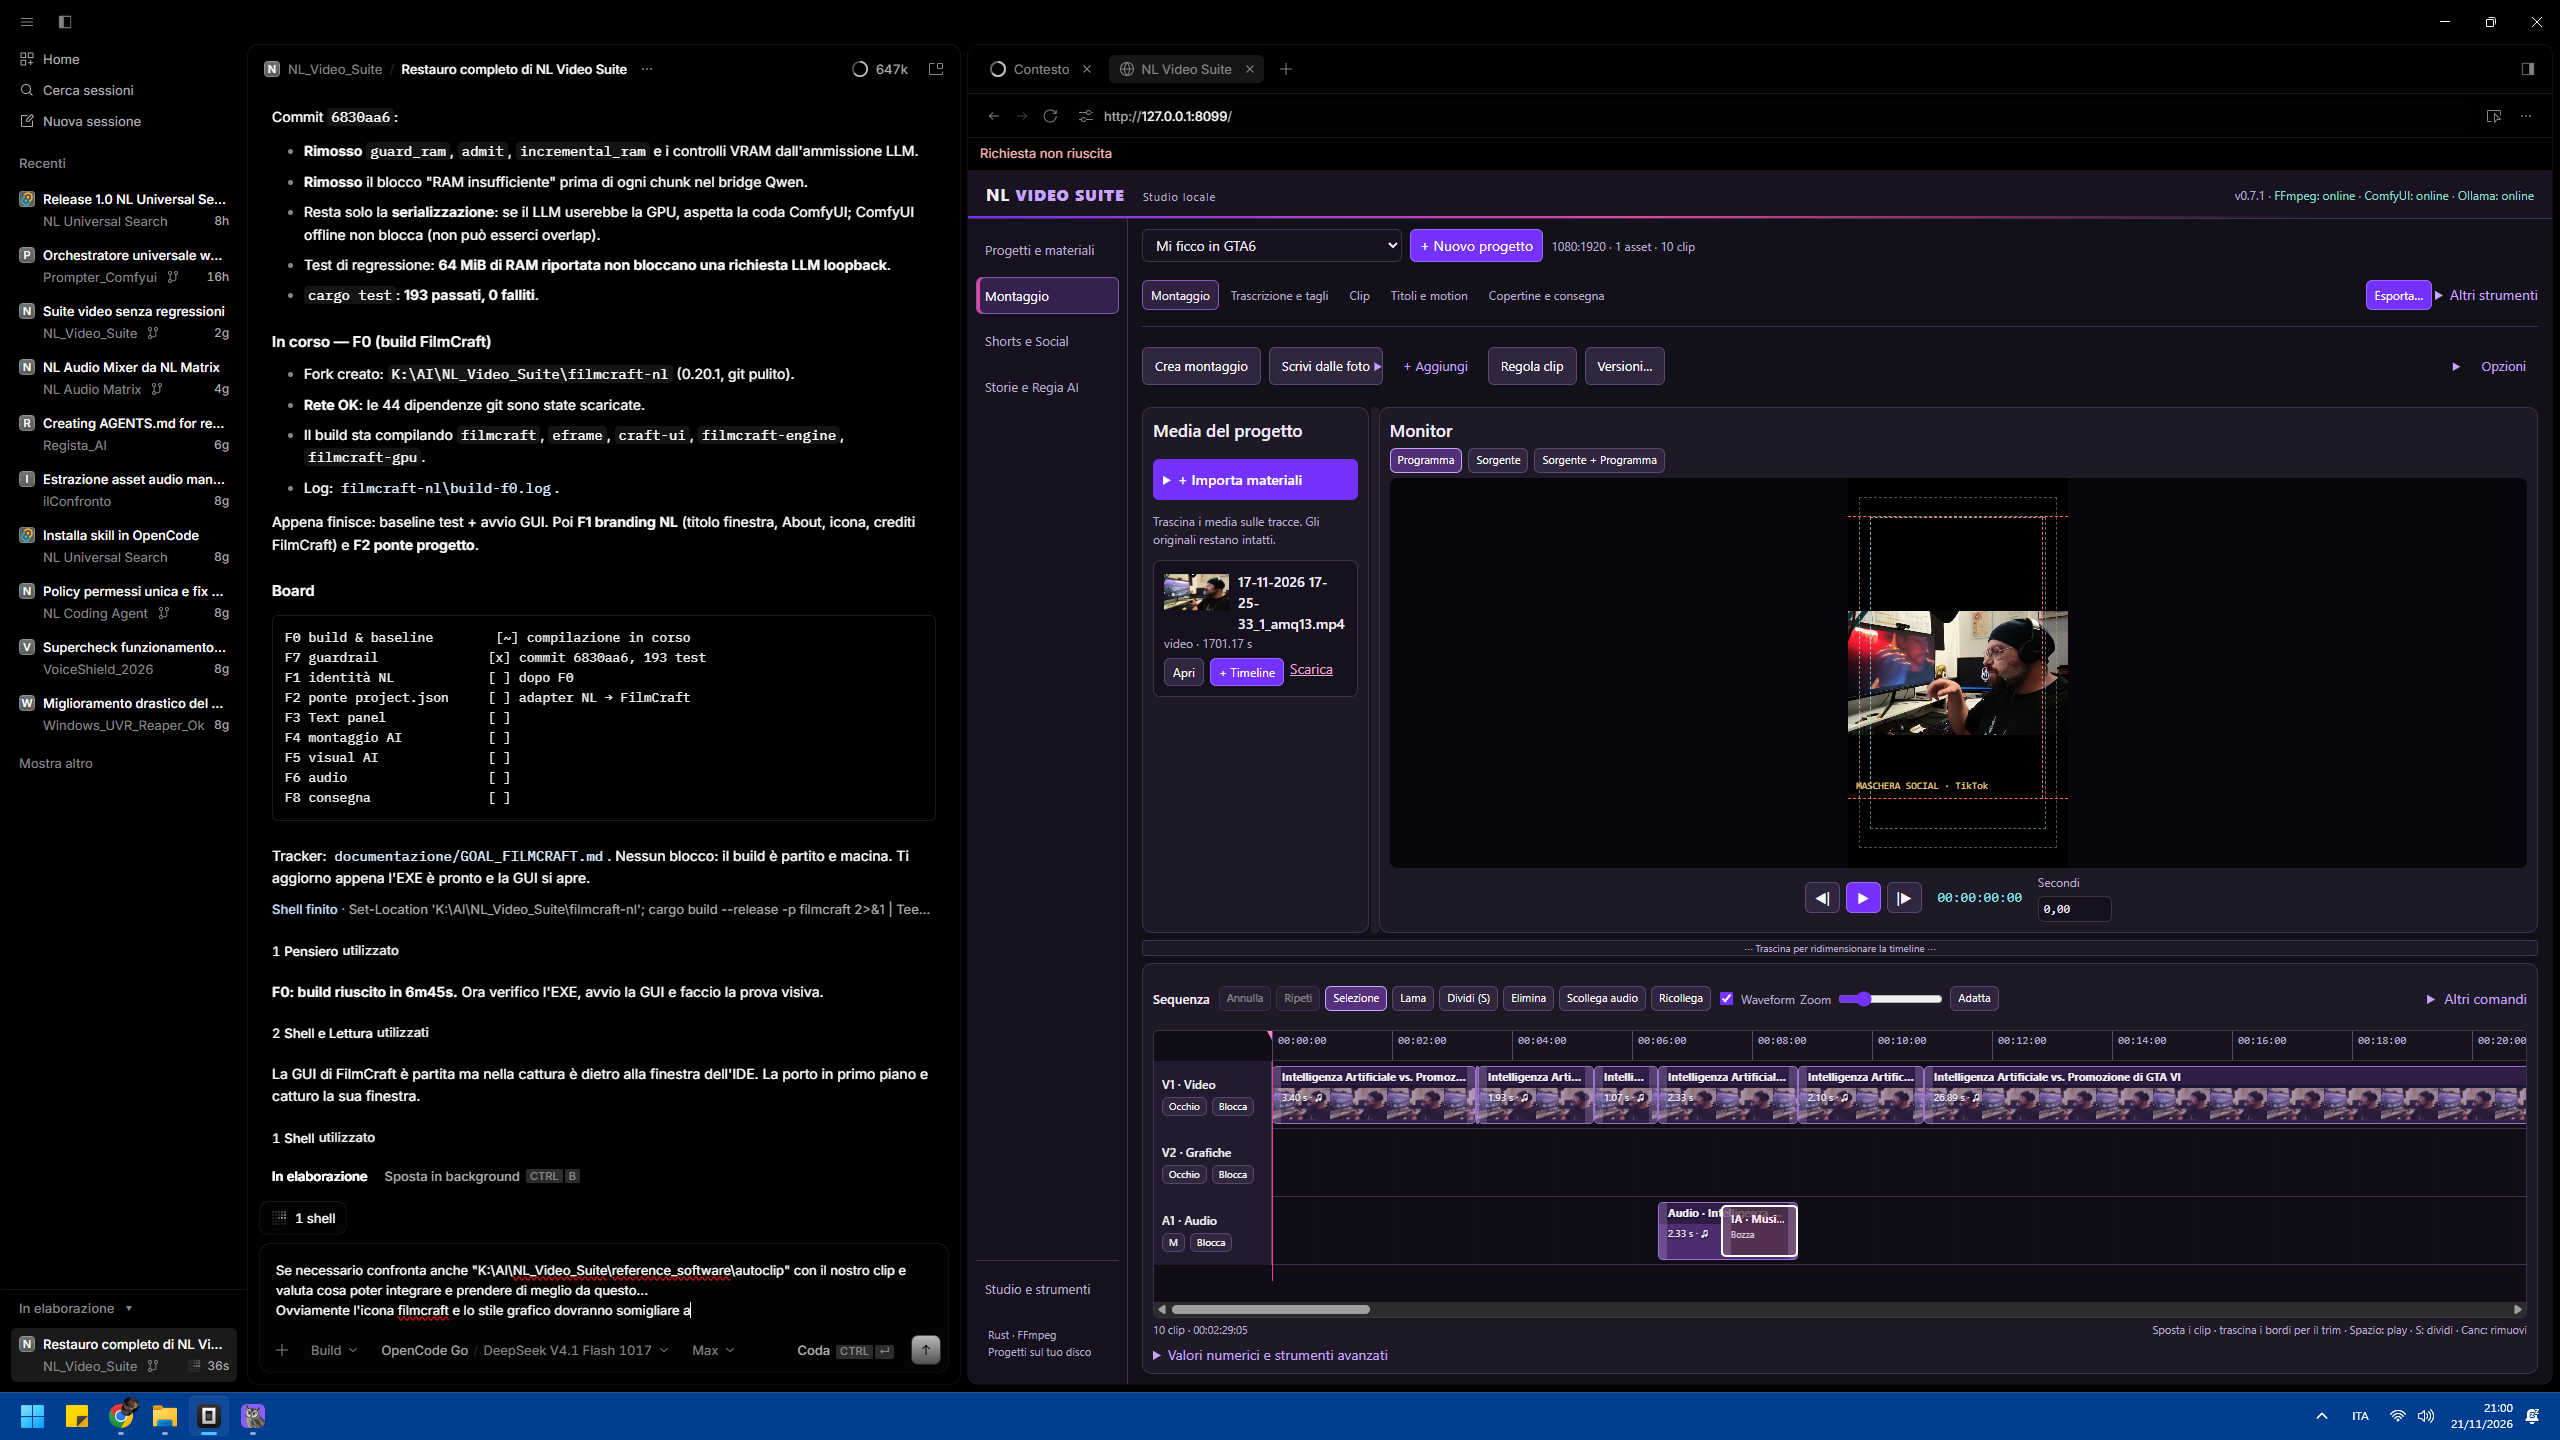 Home
Cerca sessioni
Nuova sessione
Recenti
Release 1.0 NL Universal Se...
NL Universal Search 8h
Orchestratore universale w...
Prompter_Comfyui 16h
Suite video senza regressioni
NL_Video_Suite 2g
NL Audio Mixer da NL Matrix
NL Audio Matrix 4g
Creating AGENTS.md for re...
Regista_AI 6g
Estrazione asset audio man...
ilConfronto 8g
Installa skill in OpenCode
NL Universal Search 8g
Policy permessi unica e fix ...
NL Coding Agent 8g
Supercheck funzionamento...
VoiceShield_2026 8g
Miglioramento drastico del ...
Windows_UVR_Reaper_Ok 8g
Mostra altro
In elaborazione
Restauro completo di NL Vi...
NL_Video_Suite 36s
NL_Video_Suite / Restauro completo di NL Video Suite ... 647k
Commit 6830aa6:
Rimosso guard_ram, admit, incremental_ram e i controlli VRAM dall'ammissione LLM.
Rimosso il blocco "RAM insufficiente" prima di ogni chunk nel bridge Qwen.
Resta solo la serializzazione: se il LLM userebbe la GPU, aspetta la coda ComfyUI; ComfyUI
offline non blocca (non può esserci overlap).
Test di regressione: 64 MiB di RAM riportata non bloccano una richiesta LLM loopback.
cargo test: 193 passati, 0 falliti.
In corso — F0 (build FilmCraft)
Fork creato: K:\AI\NL_Video_Suite\filmcraft-nl (0.20.1, git pulito).
Rete OK: le 44 dipendenze git sono state scaricate.
Il build sta compilando filmcraft, eframe, craft-ui, filmcraft-engine,
filmcraft-gpu.
Log: filmcraft-nl\build-f0.log.
Appena finisce: baseline test + avvio GUI. Poi F1 branding NL (titolo finestra, About, icona, crediti
FilmCraft) e F2 ponte progetto.
Board
F0 build & baseline [~] compilazione in corso
F7 guardrail [x] commit 6830aa6, 193 test
F1 identità NL [ ] dopo F0
F2 ponte project.json [ ] adapter NL → FilmCraft
F3 Text panel [ ]
F4 montaggio AI [ ]
F5 visual AI [ ]
F6 audio [ ]
F8 consegna [ ]
Tracker: documentazione/GOAL_FILMCRAFT.md. Nessun blocco: il build è partito e macina. Ti
aggiorno appena l'EXE è pronto e la GUI si apre.
Shell finito · Set-Location 'K:\AI\NL_Video_Suite\filmcraft-nl'; cargo build --release -p filmcraft 2>&1 | Tee...
1 Pensiero utilizzato
F0: build riuscito in 6m45s. Ora verifico l'EXE, avvio la GUI e faccio la prova visiva.
2 Shell e Lettura utilizzati
La GUI di FilmCraft è partita ma nella cattura è dietro alla finestra dell'IDE. La porto in primo piano e
catturo la sua finestra.
1 Shell utilizzato
In elaborazione Sposta in background CTRL B
1 shell
Se necessario confronta anche "K:\AI\NL_Video_Suite\reference_software\autoclip" con il nostro clip e
valuta cosa poter integrare e prendere di meglio da questo...
Ovviamente l'icona filmcraft e lo stile grafico dovranno somigliare a
Build OpenCode Go / DeepSeek V4.1 Flash 1017 Max Coda CTRL
Contesto NL Video Suite
http://127.0.0.1:8099/
Richiesta non riuscita
NL VIDEO SUITE Studio locale v0.7.1 · FFmpeg: online · ComfyUI: online · Ollama: online
Progetti e materiali
Montaggio
Shorts e Social
Storie e Regia AI
Studio e strumenti
Rust · FFmpeg
Progetti sul tuo disco
Mi ficco in GTA6 + Nuovo progetto 1080:1920 · 1 asset · 10 clip
Montaggio Trascrizione e tagli Clip Titoli e motion Copertine e consegna Esporta... Altri strumenti
Crea montaggio Scrivi dalle foto + Aggiungi Regola clip Versioni... Opzioni
Media del progetto
+ Importa materiali
Trascina i media sulle tracce. Gli
originali restano intatti.
17-11-2026 17-
25-
33_1_amq13.mp4
video · 1701.17 s
Apri + Timeline Scarica
Monitor
Programma Sorgente Sorgente + Programma
MASCHERA SOCIAL · TikTok
00:00:00:00 Secondi
0,00
Trascina per ridimensionare la timeline
Sequenza Annulla Ripeti Selezione Lama Dividi (S) Elimina Scollega audio Ricollega Waveform Zoom Adatta Altri comandi
00:00:00 00:02:00 00:04:00 00:06:00 00:08:00 00:10:00 00:12:00 00:14:00 00:16:00 00:18:00 00:20:00
V1 · Video
Occhio Blocca
Intelligenza Artificiale vs. Promoz... Intelligenza Arti... Intelli... Intelligenza Artificial... Intelligenza Artific... Intelligenza Artificiale vs. Promozione di GTA VI
3.40 s · ♫ 1.93 s · ♫ 1.07 s · ♫ 2.33 s 2.10 s · ♫ 26.89 s · ♫
V2 · Grafiche
Occhio Blocca
A1 · Audio
M Blocca
Audio · Int
2.33 s · ♫
IA · Musi...
Bozza
10 clip · 00:02:29:05 Sposta i clip · trascina i bordi per il trim · Spazio: play · S: dividi · Canc: rimuovi
Valori numerici e strumenti avanzati
ITA
21:00
21/11/2026